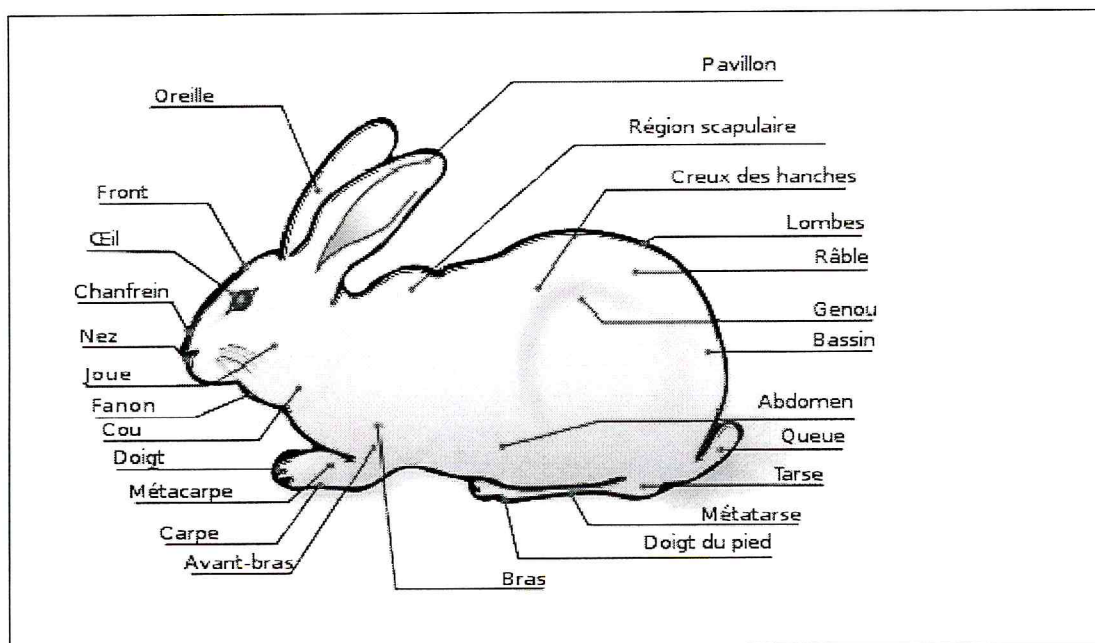 Pavillon
Oreille
Région scapulaire
Creux des hanches
Front
Lombes
Œil
Râble
Chanfrein
Genou
Nez
Bassin
Joue
Fanon
Abdomen
Cou
Queue
Doigt
Tarse
Métacarpe
Métatarse
Carpe
Doigt du pied
Avant-bras
Bras